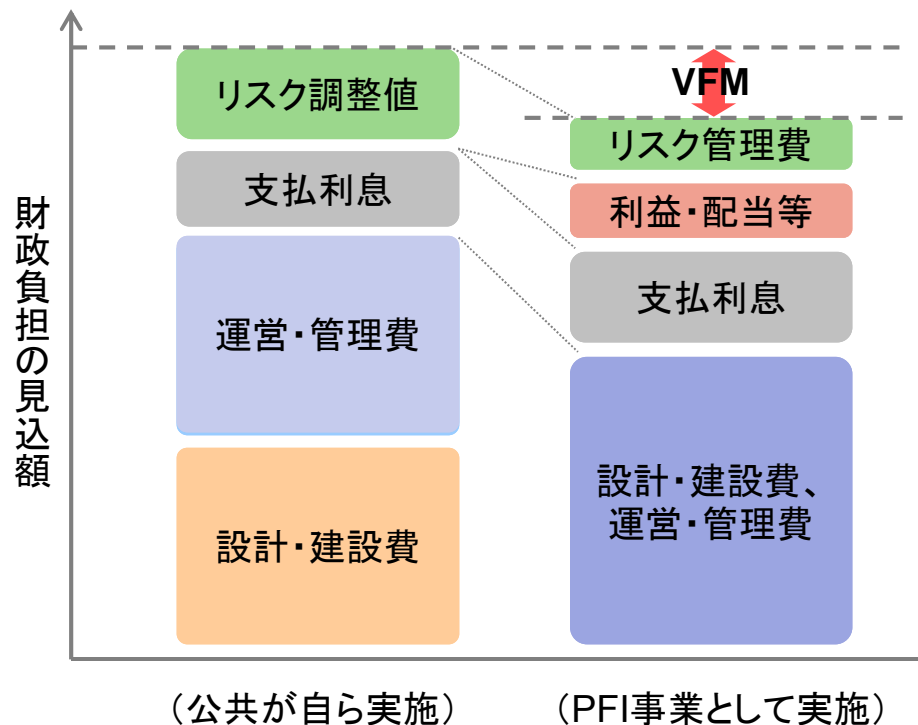 財政負担の見込額
リスク調整値
支払利息
運営・管理費
設計・建設費
VFM
リスク管理費
利益・配当等
支払利息
設計・建設費、
運営・管理費
（公共が自ら実施）
（PFI事業として実施）